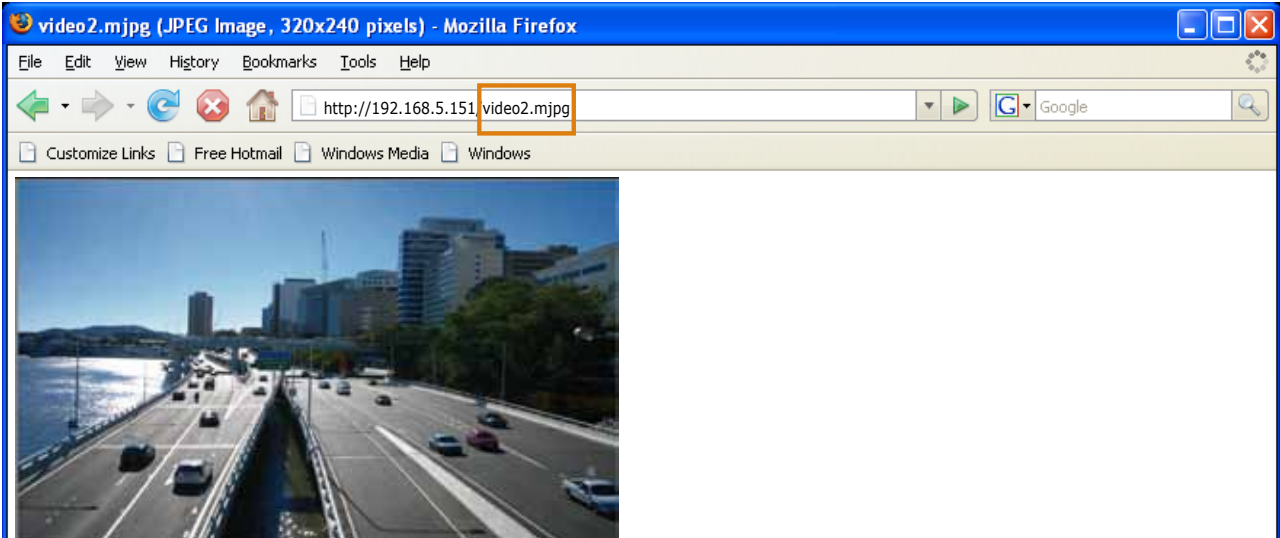 video2.mjpg (JPEG Image, 320x240 pixels) - Mozilla Firefox
File Edit View History Bookmarks Tools Help
http://192.168.5.151/video2.mjpg G Google
Customize Links Free Hotmail Windows Media Windows